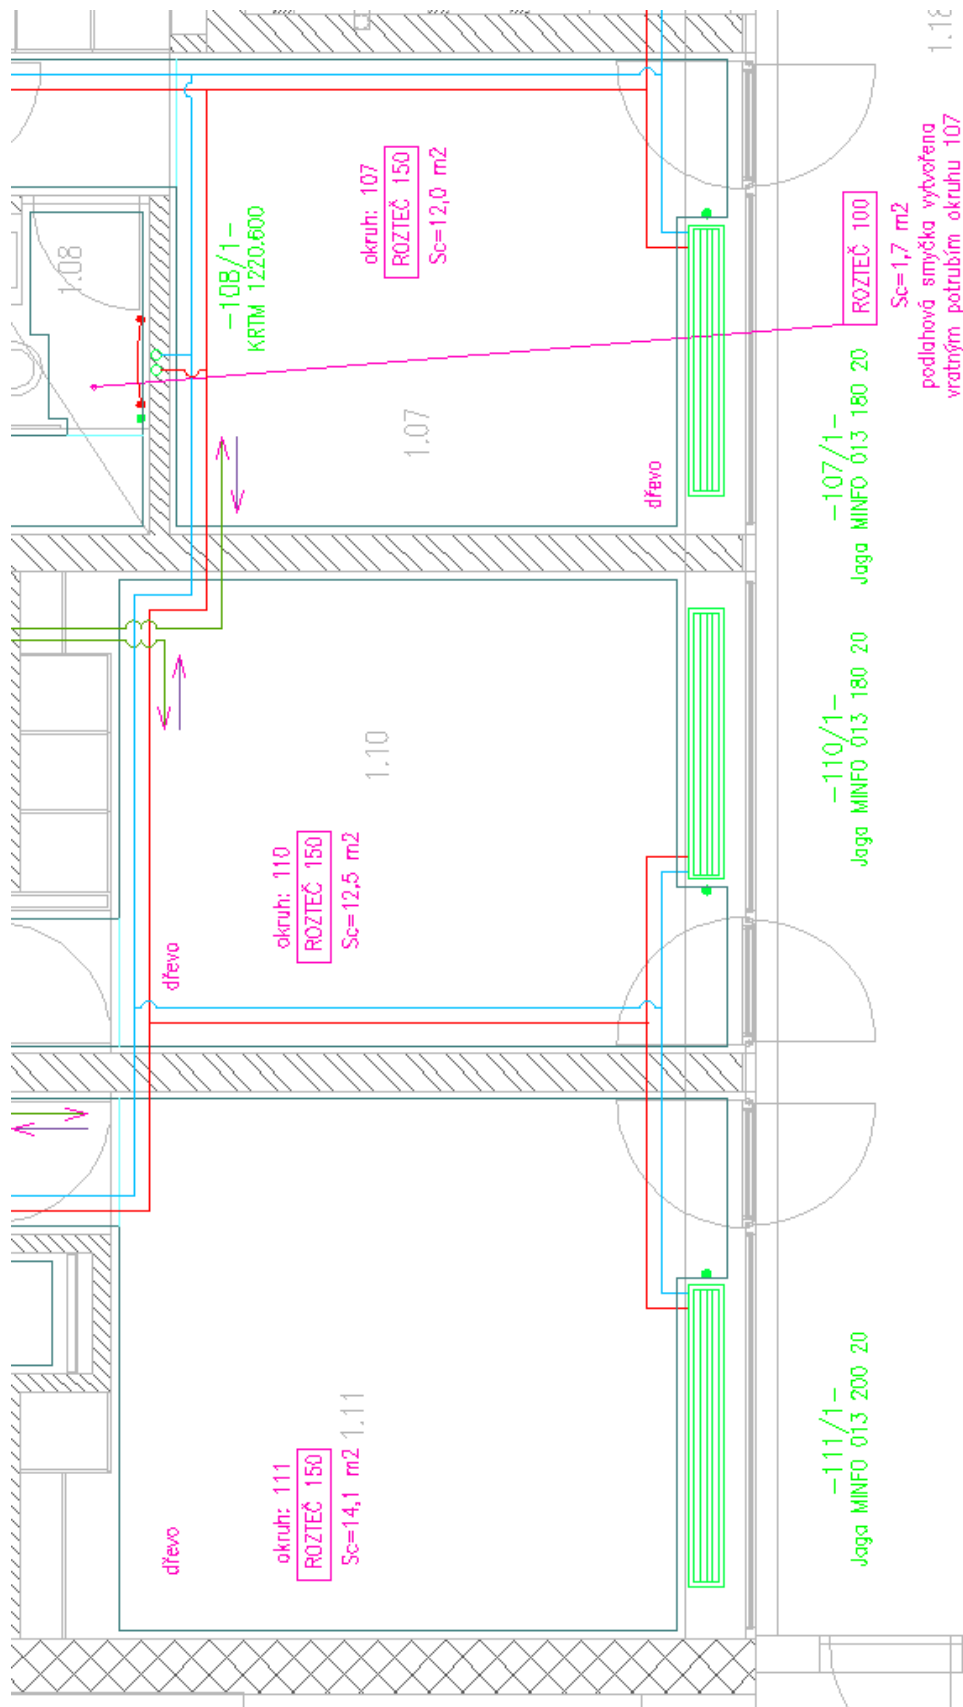 1.18
podlahová smyčka vytvořena
vratným potrubím okruhu 107
ROZTEČ 100
Sc=1,7 m2
okruh: 107
ROZTEČ 150
Sc=12,0 m2
-108/1-
KRTM 1220.600
1.08
1.07
dřevo
-107/1-
Jaga MINFO 013 180 20
1.10
okruh: 110
ROZTEČ 150
Sc=12,5 m2
dřevo
-110/1-
Jaga MINFO 013 180 20
1.11
okruh: 111
ROZTEČ 150
Sc=14,1 m2
dřevo
-111/1-
Jaga MINFO 013 200 20